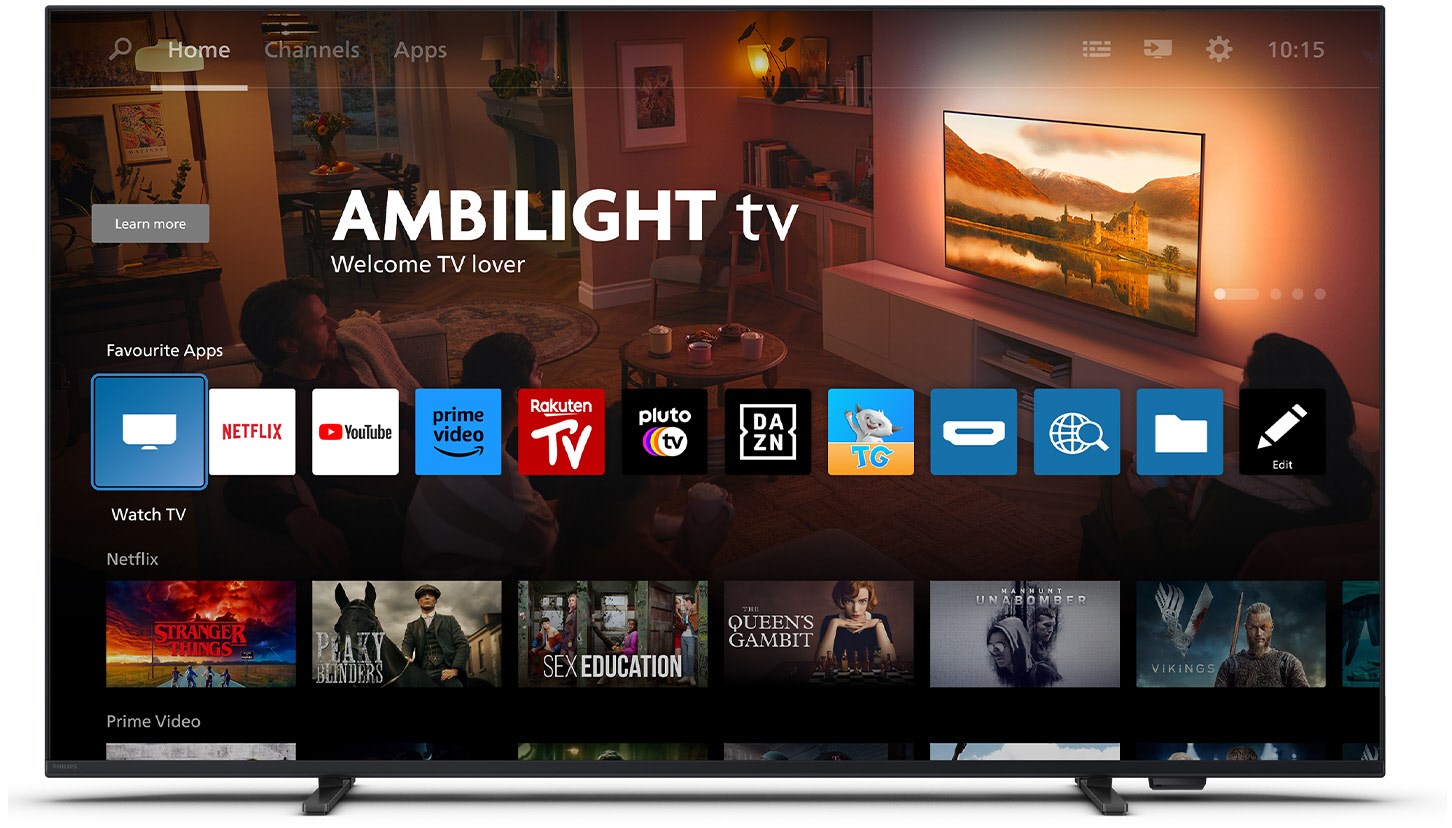 Home
Channels
Apps
10:15
MATISSE
AMBILIGHT tv
Welcome TV lover
Learn more
Favourite Apps
NETFLIX
YouTube
prime
video
Rakuten
TV
pluto
tv
DA
ZN
TG
Edit
Watch TV
Netflix
STRANGER
THINGS
PEAKY
BLINDERS
SEX EDUCATION
THE
QUEEN'S
GAMBIT
MANHUNT
UNABOMBER
VIKINGS
Prime Video
PHILIPS